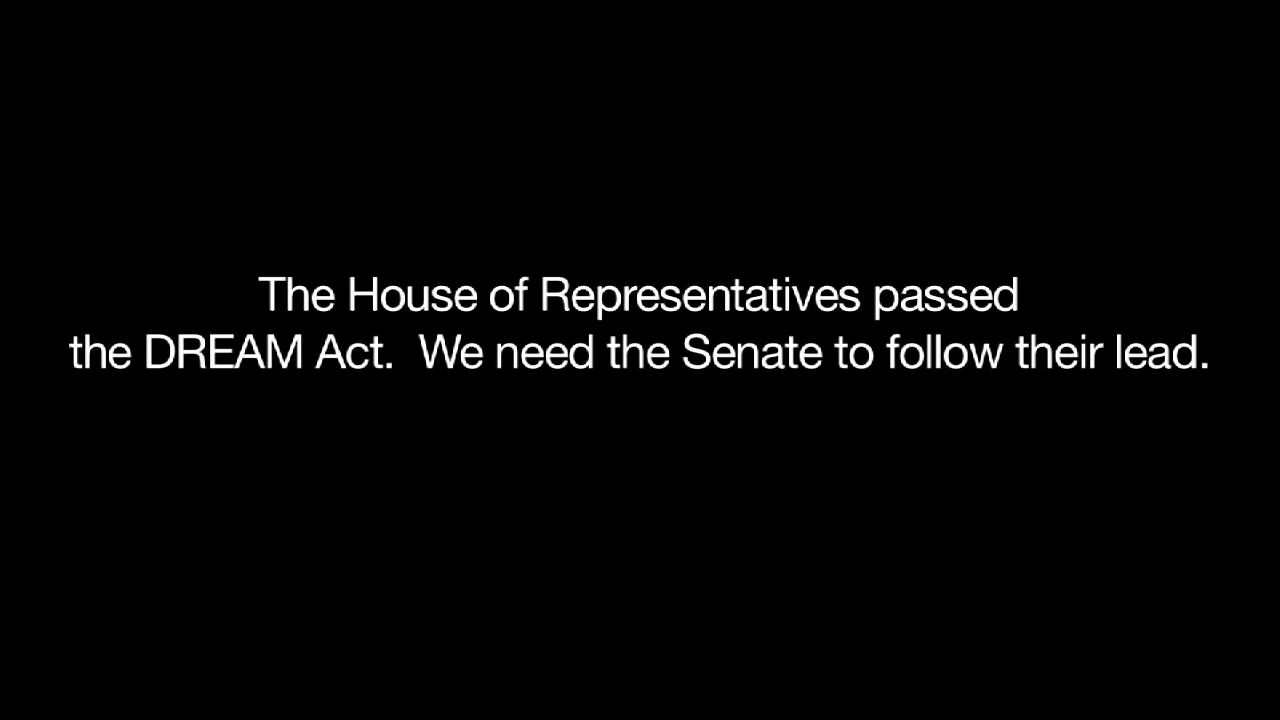 The House of Representatives passed
the DREAM Act.  We need the Senate to follow their lead.